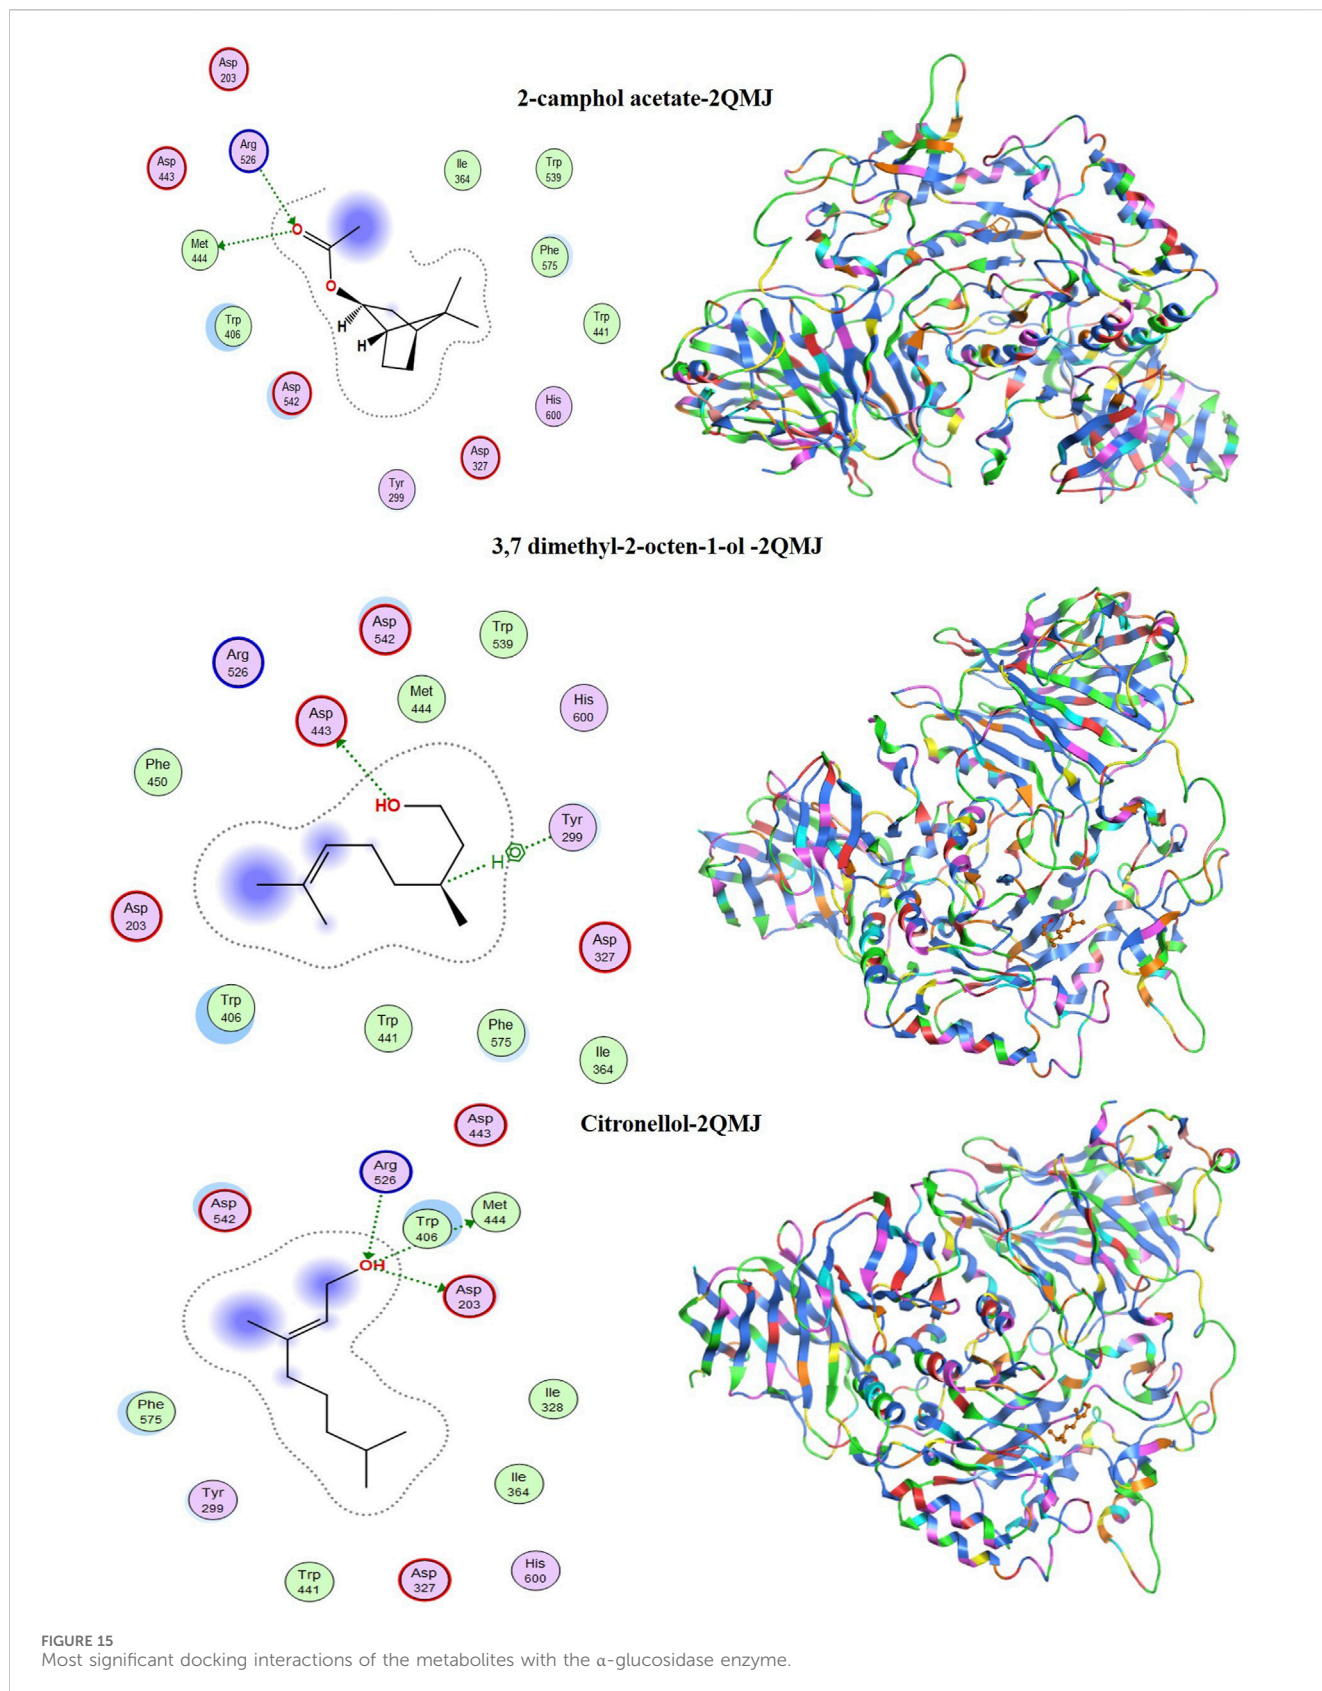 2-camphol acetate-2QMJ
Asp
203
Arg
526
Asp
443
Met
444
Trp
406
Asp
542
Tyr
299
Asp
327
His
600
Trp
441
Phe
575
Trp
539
Ile
364
O
O
H
H
3,7 dimethyl-2-octen-1-ol -2QMJ
Asp
542
Trp
539
Arg
526
Met
444
Asp
443
His
600
Phe
450
HO
Tyr
299
H
Asp
203
Asp
327
Trp
406
Trp
441
Phe
575
Ile
364
Citronellol-2QMJ
Asp
443
Arg
526
Asp
542
Trp
406
Met
444
OH
Asp
203
Phe
575
Ile
328
Tyr
299
Ile
364
Trp
441
Asp
327
His
600
FIGURE 15
Most significant docking interactions of the metabolites with the α-glucosidase enzyme.